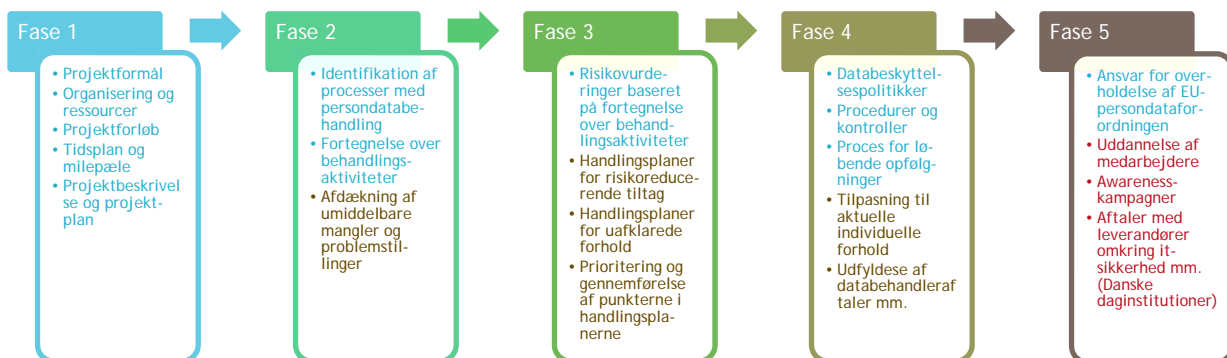 Fase 1
• Projektformål
• Organisering og
ressourcer
• Projektforløb
• Tidsplan og
milepæle
• Projektbeskrivel
se og projekt-
plan
Fase 2
• Identifikation af
processer med
persondatabe-
handling
• Fortegnelse over
behandlings-
aktiviteter
• Afdækning af
umiddelbare
mangler og
problemstil-
linger
Fase 3
• Risikovurde-
ringer baseret
på fortegnelse
over behand-
lingsaktiviteter
• Handlingsplaner
for risikoreduce-
rende tiltag
• Handlingsplaner
for uafklarede
forhold
• Prioritering og
gennemførelse
af punkterne i
handlingspla-
nerne
Fase 4
• Databeskyttel-
sespolitikker
• Procedurer og
kontroller
• Proces for lø-
bende opfølg-
ninger
• Tilpasning til
aktuelle
individuelle
forhold
• Udfyldese af
databehandleraf
taler mm.
Fase 5
• Ansvar for over-
holdelse af EU-
persondatafor-
ordningen
• Uddannelse af
medarbejdere
• Awareness-
kampagner
• Aftaler med
leverandører
omkring it-
sikkerhed mm.
(Danske
daginstitutioner)